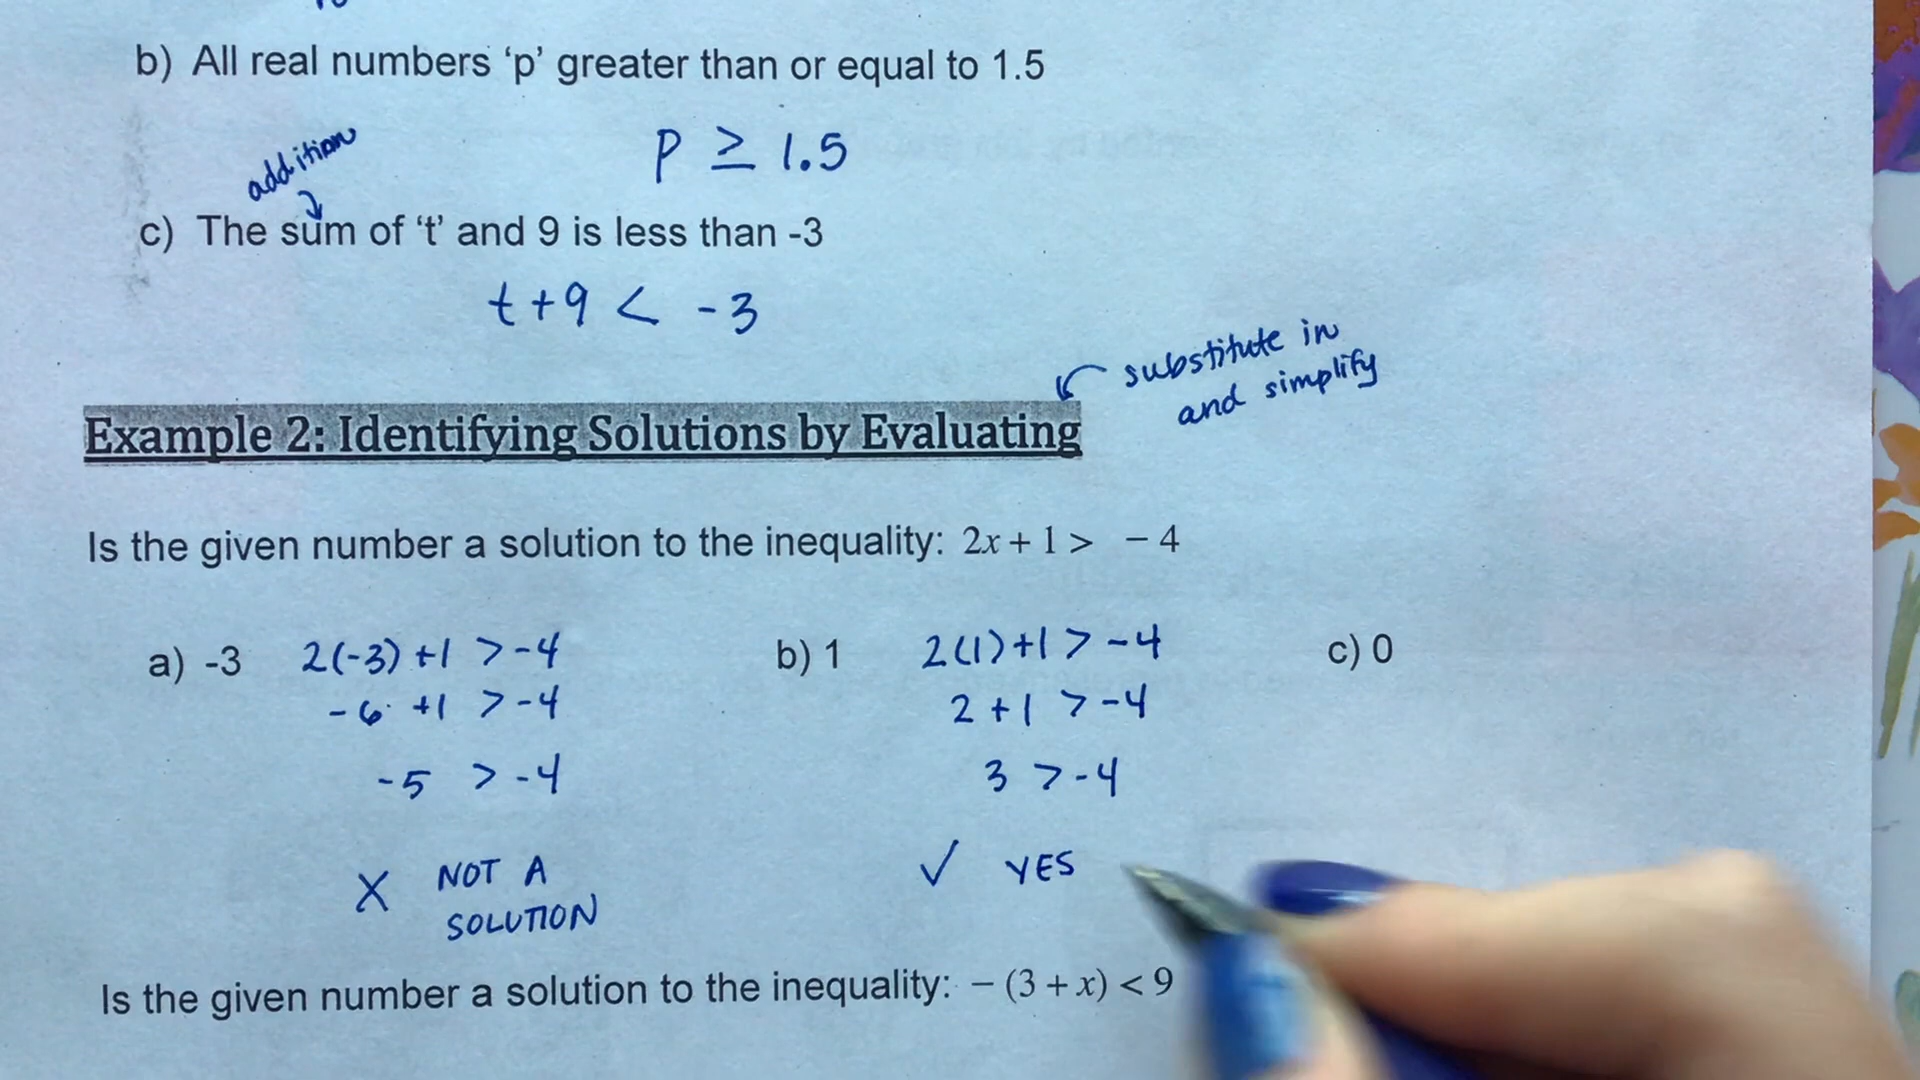 b) All real numbers ‘p’ greater than or equal to 1.5
p ≥ 1.5
addition
c) The sum of ‘t’ and 9 is less than -3
t + 9 < -3
substitute in
and simplify
Example 2: Identifying Solutions by Evaluating
Is the given number a solution to the inequality: 2x + 1 > - 4
a) -3 2(-3) +1 > -4
-6 +1 > -4
-5 > -4
X NOT A
SOLUTION
b) 1 2(1)+1 > -4
2 + 1 > -4
3 > -4
✓ YES
c) 0
Is the given number a solution to the inequality: - (3 + x) < 9